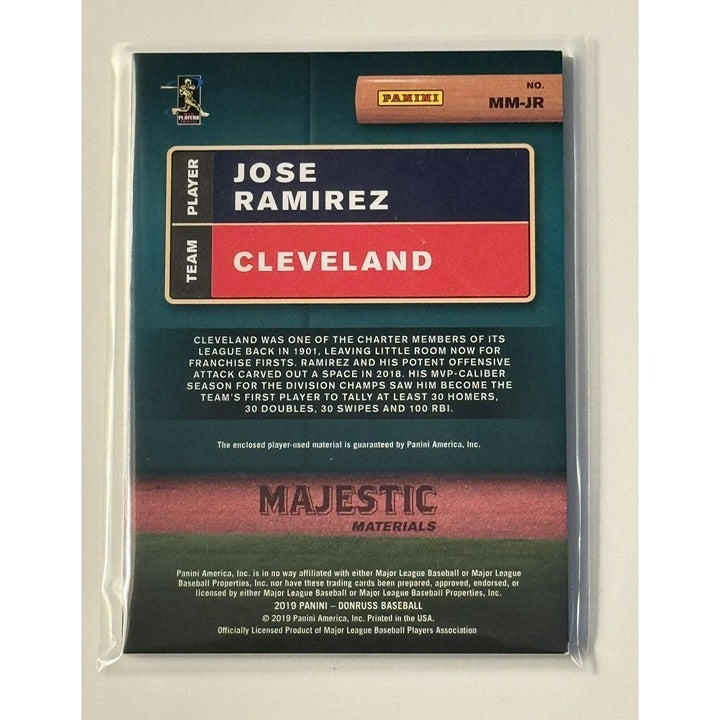 PLAYERS
PANINI
NO.
MM-JR
PLAYER
JOSE
RAMIREZ
TEAM
CLEVELAND
CLEVELAND WAS ONE OF THE CHARTER MEMBERS OF ITS
LEAGUE BACK IN 1901, LEAVING LITTLE ROOM NOW FOR
FRANCHISE FIRSTS. RAMIREZ AND HIS POTENT OFFENSIVE
ATTACK CARVED OUT A SPACE IN 2018. HIS MVP-CALIBER
SEASON FOR THE DIVISION CHAMPS SAW HIM BECOME THE
TEAM'S FIRST PLAYER TO TALLY AT LEAST 30 HOMERS,
30 DOUBLES, 30 SWIPES AND 100 RBI.
The enclosed player-used material is guaranteed by Panini America, Inc.
MAJESTIC
MATERIALS
Panini America, Inc. is in no way affiliated with either Major League Baseball or Major League
Baseball Properties, Inc. nor have these trading cards been prepared, approved, endorsed, or
licensed by either Major League Baseball or Major League Baseball Properties, Inc.
2019 PANINI – DONRUSS BASEBALL
© 2019 Panini America, Inc. Printed in the USA.
Officially Licensed Product of Major League Baseball Players Association